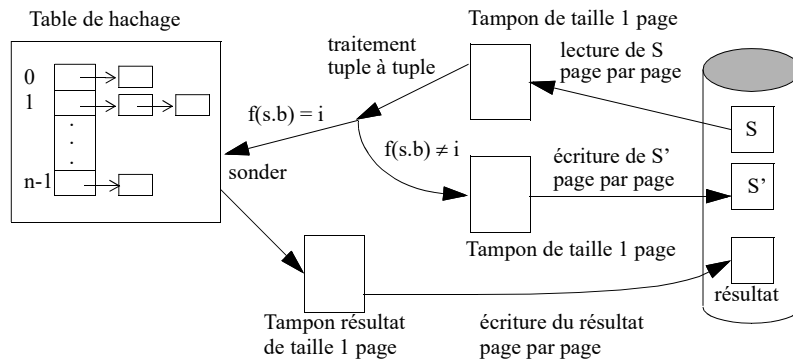 Tampon de taille 1 page
Table de hachage
traitement
tuple à tuple
lecture de S
page par page
0
1
.
.
.
n-1
f(s.b) = i
f(s.b) ≠ i
sonder
S
écriture de S’
page par page
S’
Tampon de taille 1 page
résultat
Tampon résultat
de taille 1 page
écriture du résultat
page par page